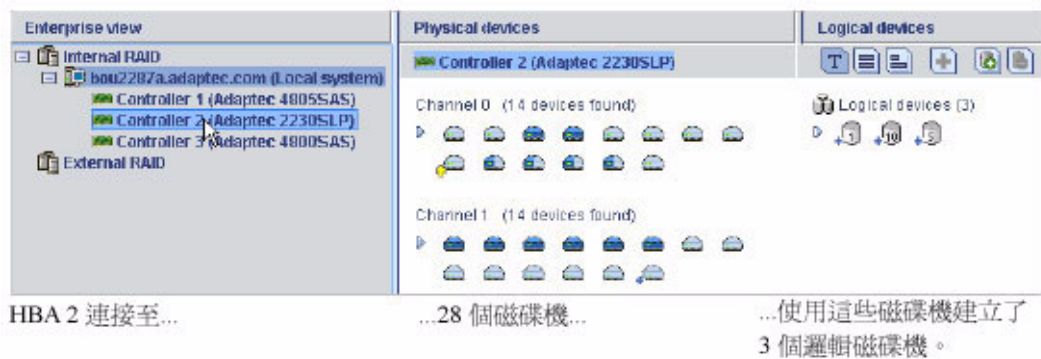 Enterprise view
Internal RAID
bou2287a.adaptec.com (Local system)
Controller 1 (Adaptec 4805SAS)
Controller 2 (Adaptec 2230SLP)
Controller 3 (Adaptec 4800SAS)
External RAID
Physical devices
Controller 2 (Adaptec 2230SLP)
Channel 0 (14 devices found)
Channel 1 (14 devices found)
Logical devices
T
Logical devices (3)
1 10 5
HBA 2 連接至...
...28 個磁碟機...
...使用這些磁碟機建立了
3 個邏輯磁碟機。